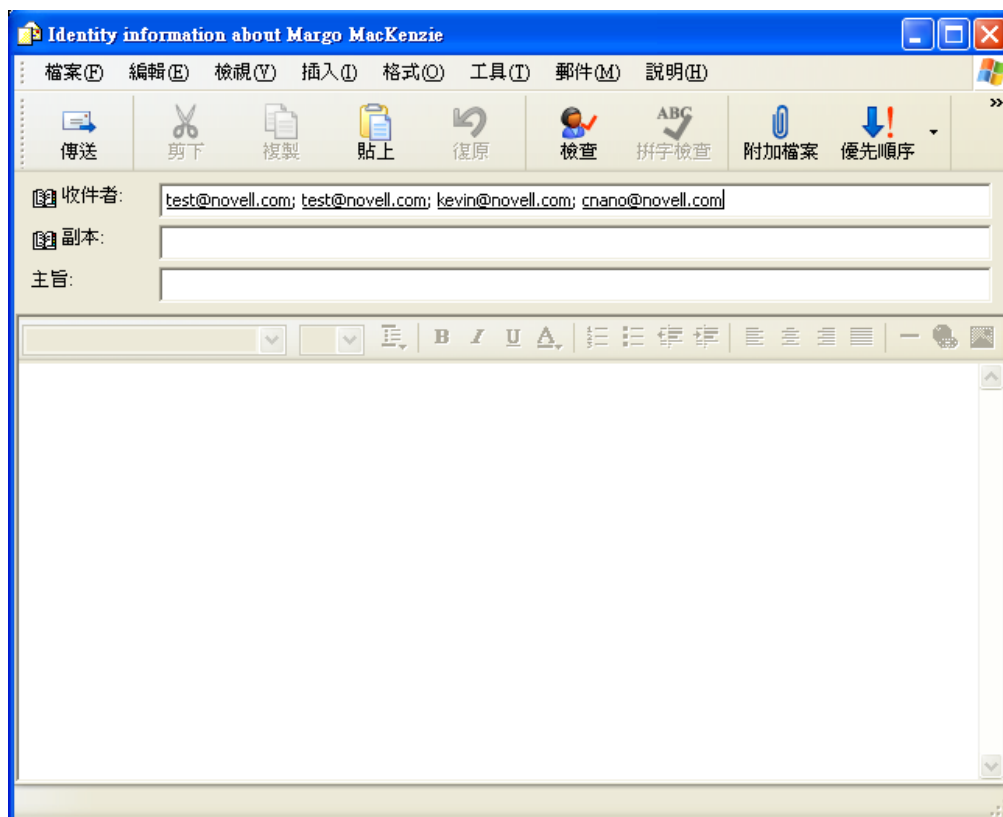 Identity information about Margo MacKenzie
檔案(F) 編輯(E) 檢視(V) 插入(I) 格式(O) 工具(T) 郵件(M) 說明(H)
傳送 剪下 複製 貼上 復原 檢查 ABC 拼字檢查 附加檔案 優先順序 »
收件者: test@novell.com; test@novell.com; kevin@novell.com; cnano@novell.com
副本:
主旨:
B I U A